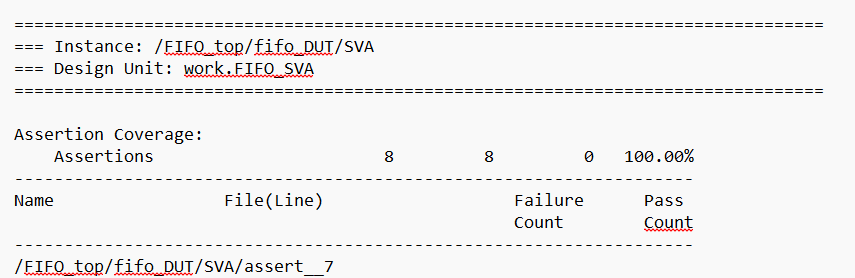 =================================================================================
=== Instance: /FIFO_top/fifo_DUT/SVA
=== Design Unit: work.FIFO_SVA
=================================================================================
Assertion Coverage:
    Assertions                       8         8         0   100.00%
--------------------------------------------------------------------
Name                 File(Line)                   Failure      Pass
                                                  Count        Count
--------------------------------------------------------------------
/FIFO_top/fifo_DUT/SVA/assert__7